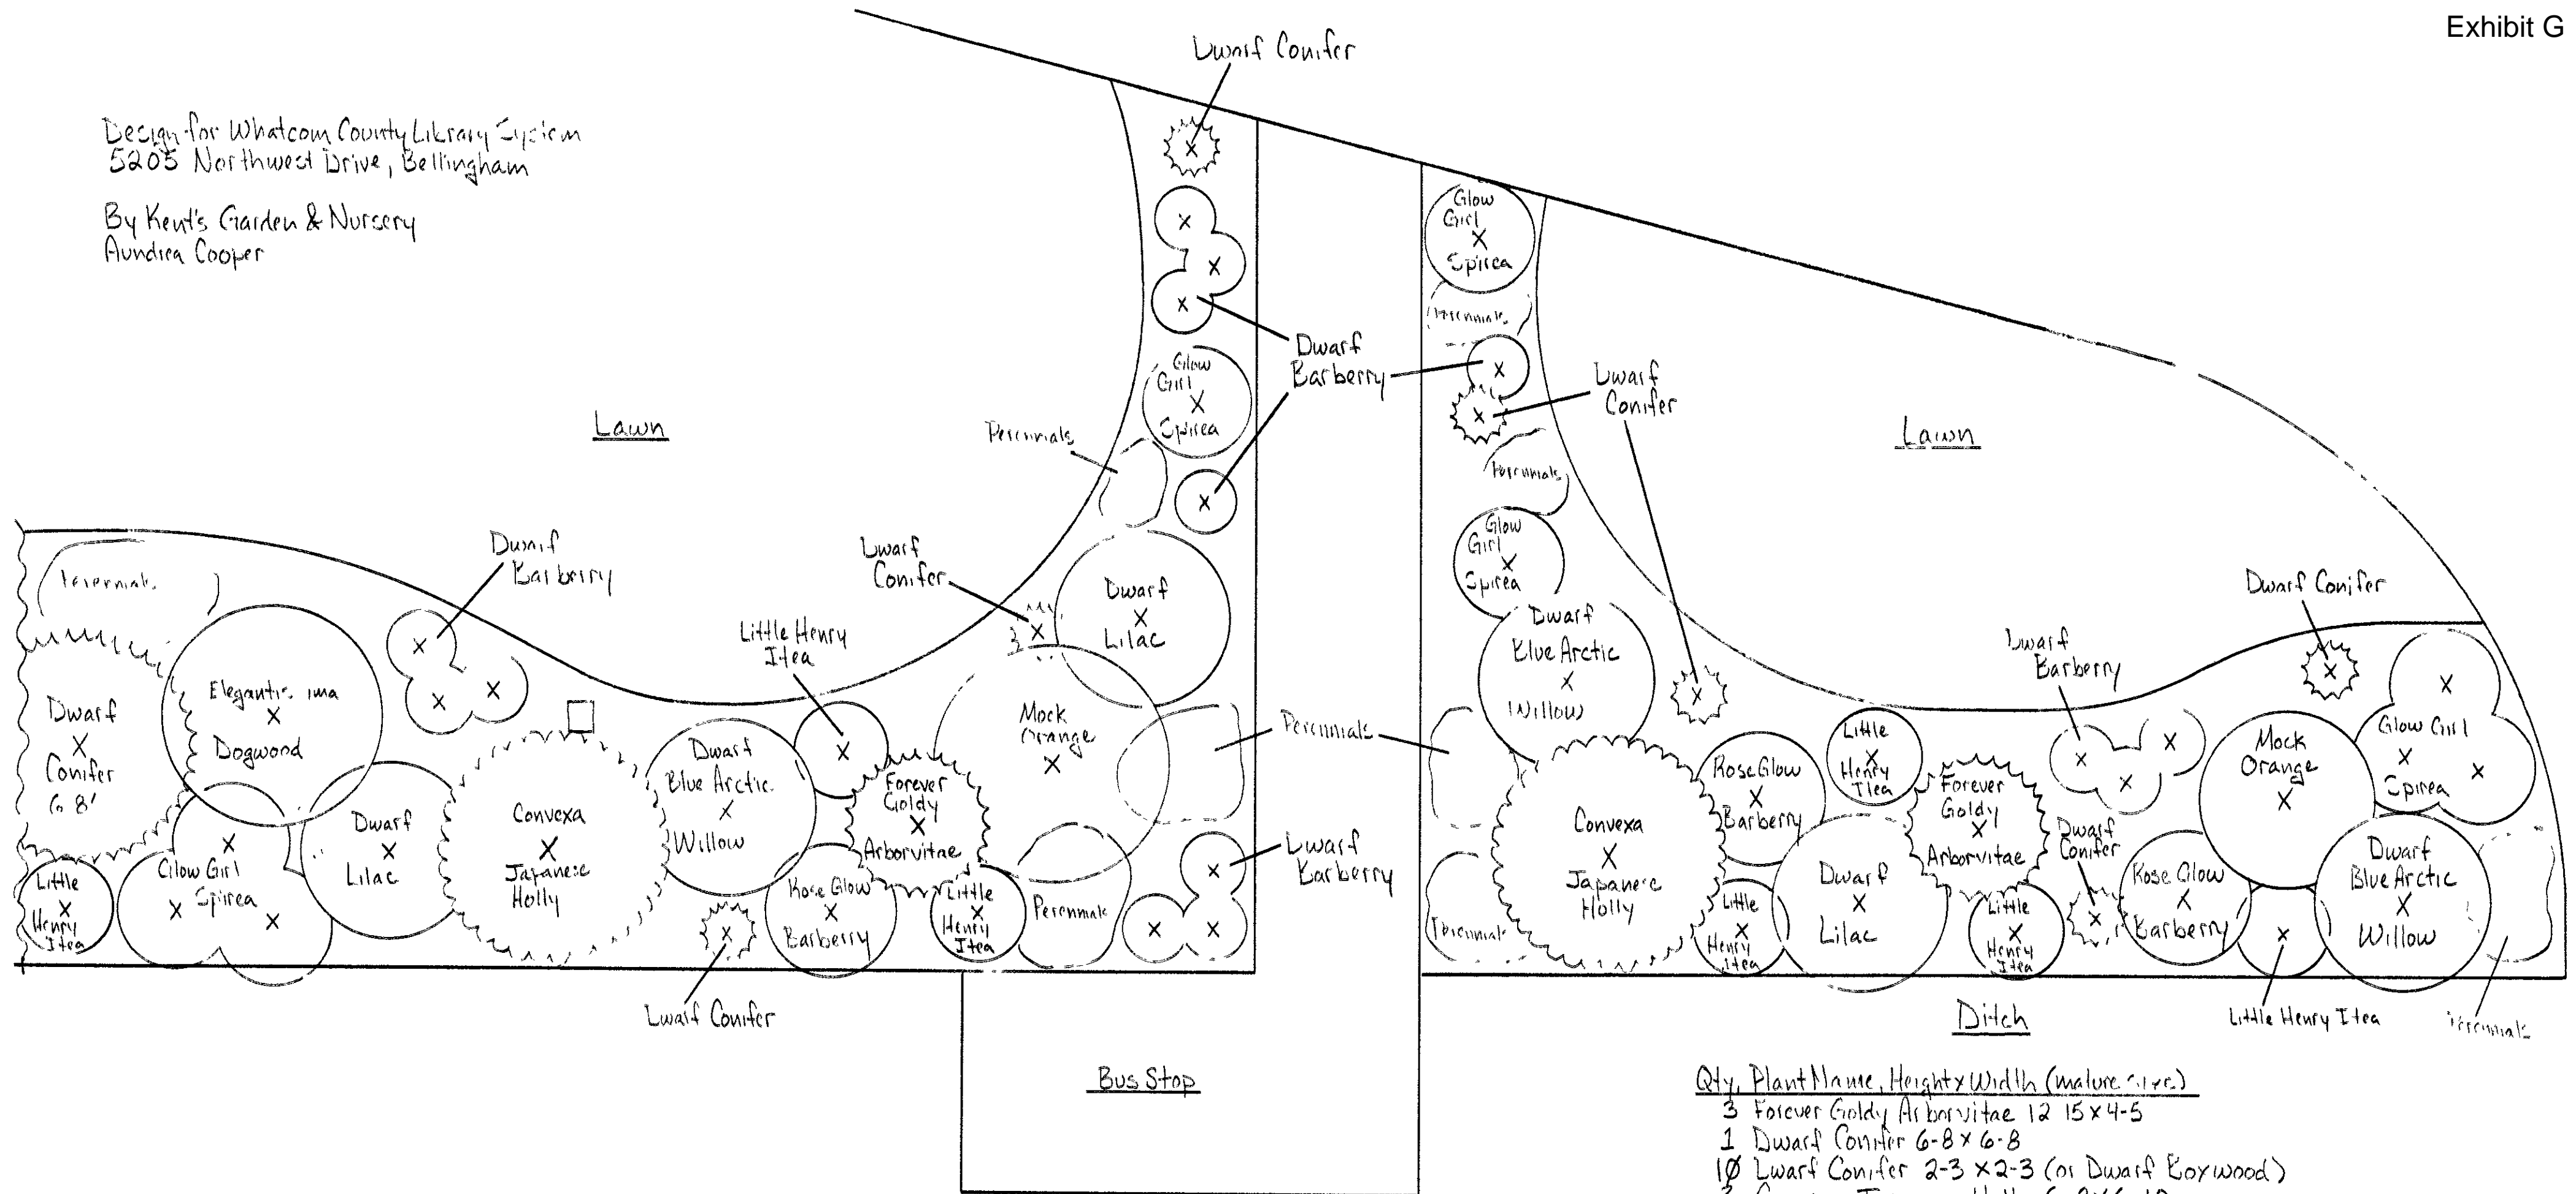 Exhibit G
Design for Whatcom County Library System
5205 Northwest Drive, Bellingham
By Kent's Garden & Nursery
Aundrea Cooper
Dwarf Conifer
Glow
Girl
Spirea
Perennials
Dwarf
Barberry
Glow
Girl
Spirea
Dwarf
Conifer
Lawn
Perennials
Lawn
Perennials
Glow
Girl
Spirea
Dwarf
Barberry
Dwarf
Conifer
Perennials
Dwarf
Lilac
Dwarf
Blue Arctic
Willow
Dwarf Conifer
Little Henry
Itea
Dwarf
Barberry
Dwarf
Conifer
6 8'
Dogwood
Mock
Orange
Perennials
Dwarf
Blue Arctic
Willow
Forever
Goldy
Arborvitae
Little
Henry
Itea
Rose Glow
Barberry
Forever
Goldy
Arborvitae
Mock
Orange
Glow Girl
Spirea
Dwarf
Lilac
Convexa
Japanese
Holly
Convexa
Japanese
Holly
Dwarf
Conifer
Dwarf
Barberry
Little
Henry
Itea
Glow Girl
Spirea
Rose Glow
Barberry
Little
Henry
Itea
Perennials
Perennials
Little
Henry
Itea
Dwarf
Lilac
Little
Henry
Itea
Rose Glow
Barberry
Dwarf
Blue Arctic
Willow
Dwarf Conifer
Ditch
Little Henry Itea
Perennials
Bus Stop
Qty, Plant Name, Height x Width (mature size)
3 Forever Goldy Arborvitae 12 15 x 4-5
1 Dwarf Conifer 6-8 x 6-8
10 Dwarf Conifer 2-3 x 2-3 (or Dwarf Boxwood)